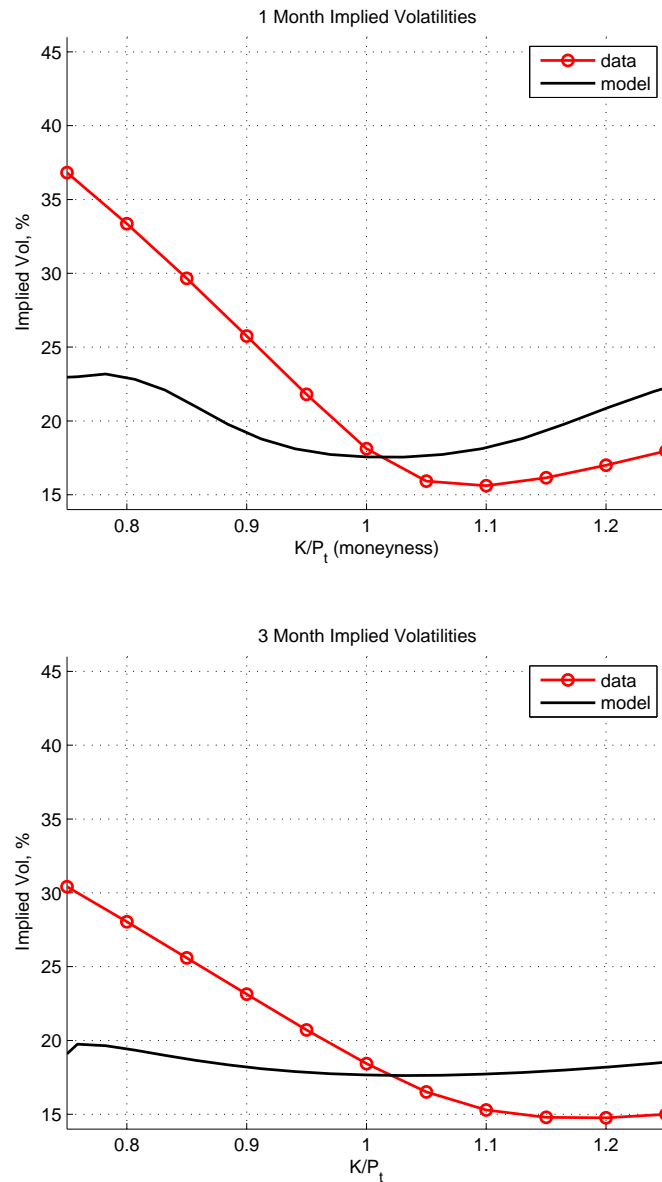 1 Month Implied Volatilities
45
40
35
30
25
20
15
Implied Vol, %
data
model
0.8
0.9
1
1.1
1.2
K/P_t (moneyness)
3 Month Implied Volatilities
45
40
35
30
25
20
15
Implied Vol, %
data
model
0.8
0.9
1
1.1
1.2
K/P_t